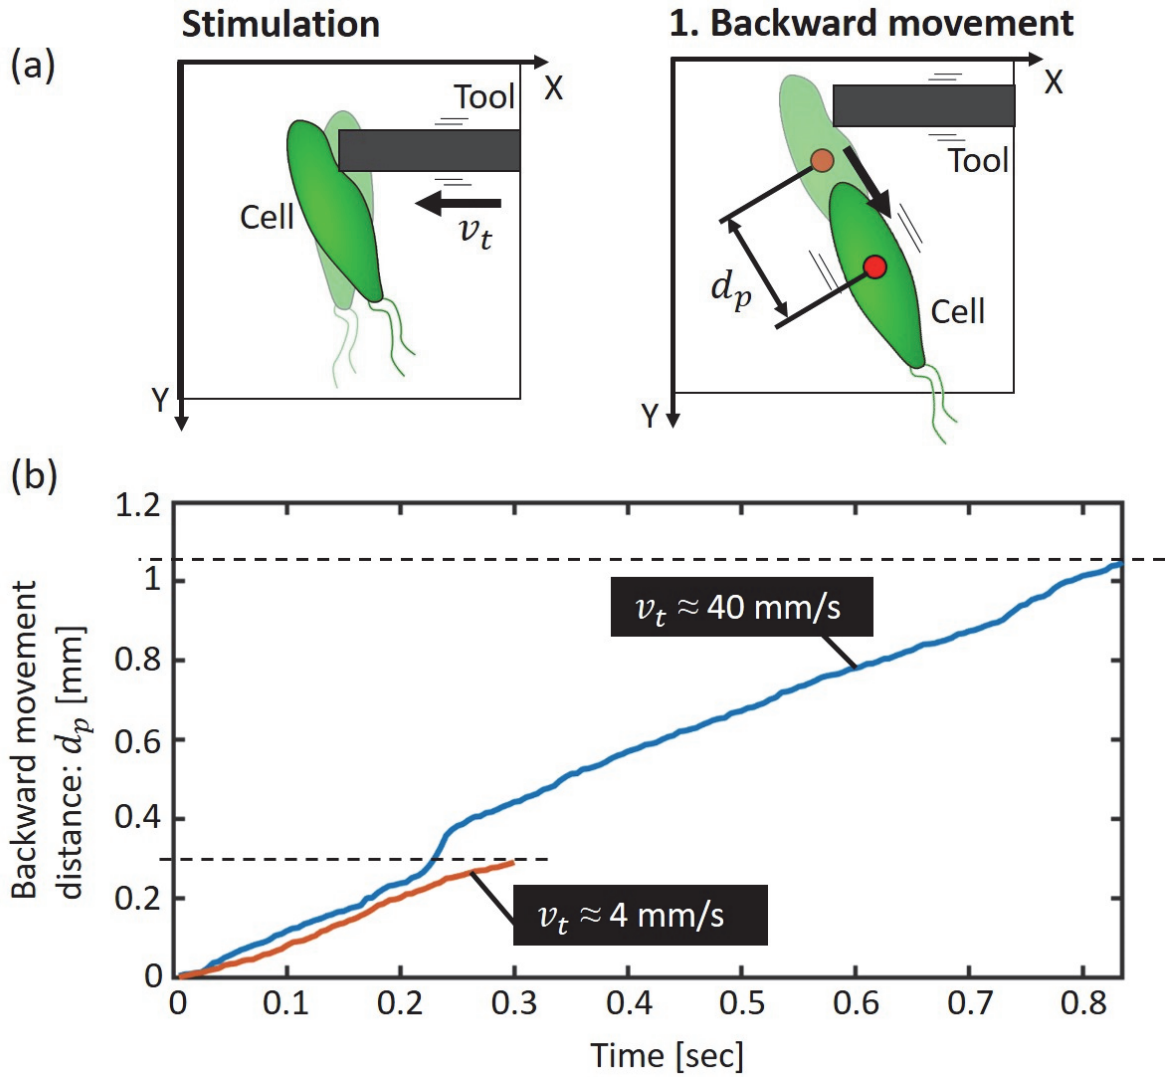 Stimulation
1. Backward movement
(a)
X
Tool
Cell
v_t
Y
X
Tool
d_p
Cell
Y
(b)
Backward movement
distance: d_p [mm]
1.2
1
0.8
0.6
0.4
0.2
0
v_t ≈ 40 mm/s
v_t ≈ 4 mm/s
0 0.1 0.2 0.3 0.4 0.5 0.6 0.7 0.8
Time [sec]